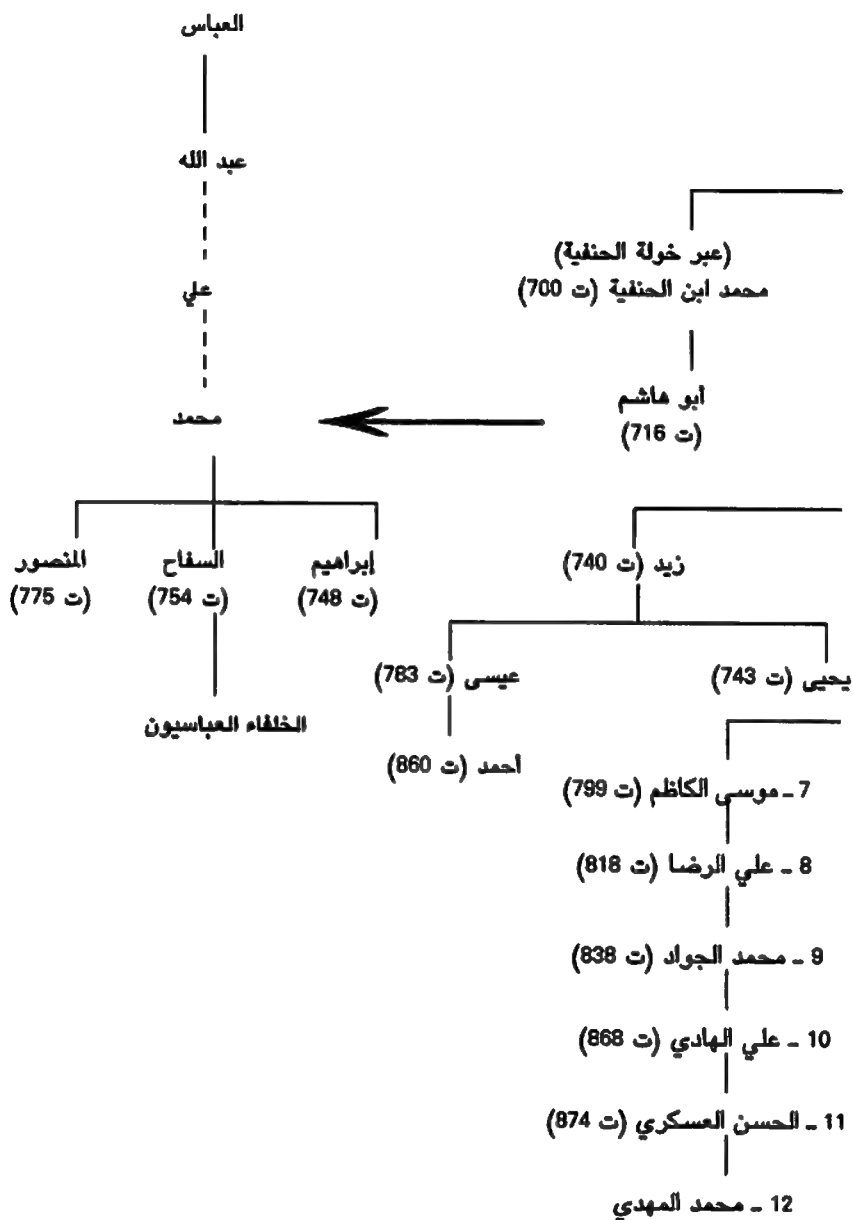 العباس
عبد الله
(عبر خولة الحنفية)
محمد ابن الحنفية (ت 700)
علي
أبو هاشم
(ت 716)
محمد
إبراهيم
(ت 748)
السفاح
(ت 754)
المنصور
(ت 775)
زيد (ت 740)
يحيى (ت 743)
عيسى (ت 783)
الخلفاء العباسيون
أحمد (ت 860)
7 ـ موسى الكاظم (ت 799)
8 ـ علي الرضا (ت 818)
9 ـ محمد الجواد (ت 838)
10 ـ علي الهادي (ت 868)
11 ـ الحسن العسكري (ت 874)
12 ـ محمد المهدي